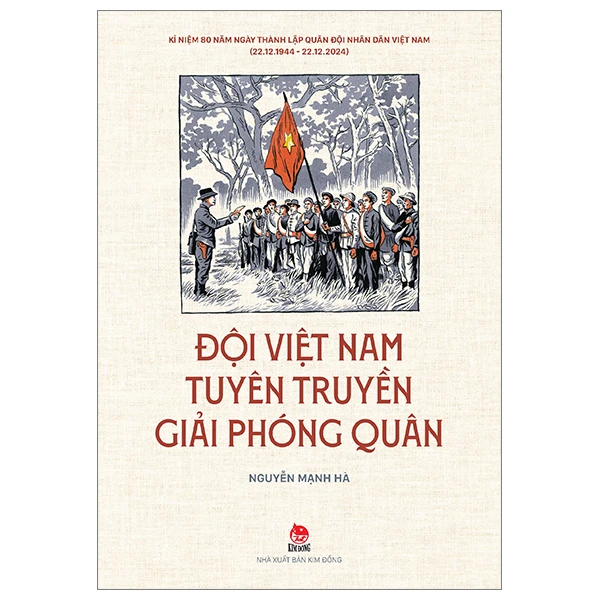 KỈ NIỆM 80 NĂM NGÀY THÀNH LẬP QUÂN ĐỘI NHÂN DÂN VIỆT NAM
(22.12.1944 - 22.12.2024)
ĐỘI VIỆT NAM
TUYÊN TRUYỀN
GIẢI PHÓNG QUÂN
NGUYỄN MẠNH HÀ
KIM ĐỒNG
NHÀ XUẤT BẢN KIM ĐỒNG